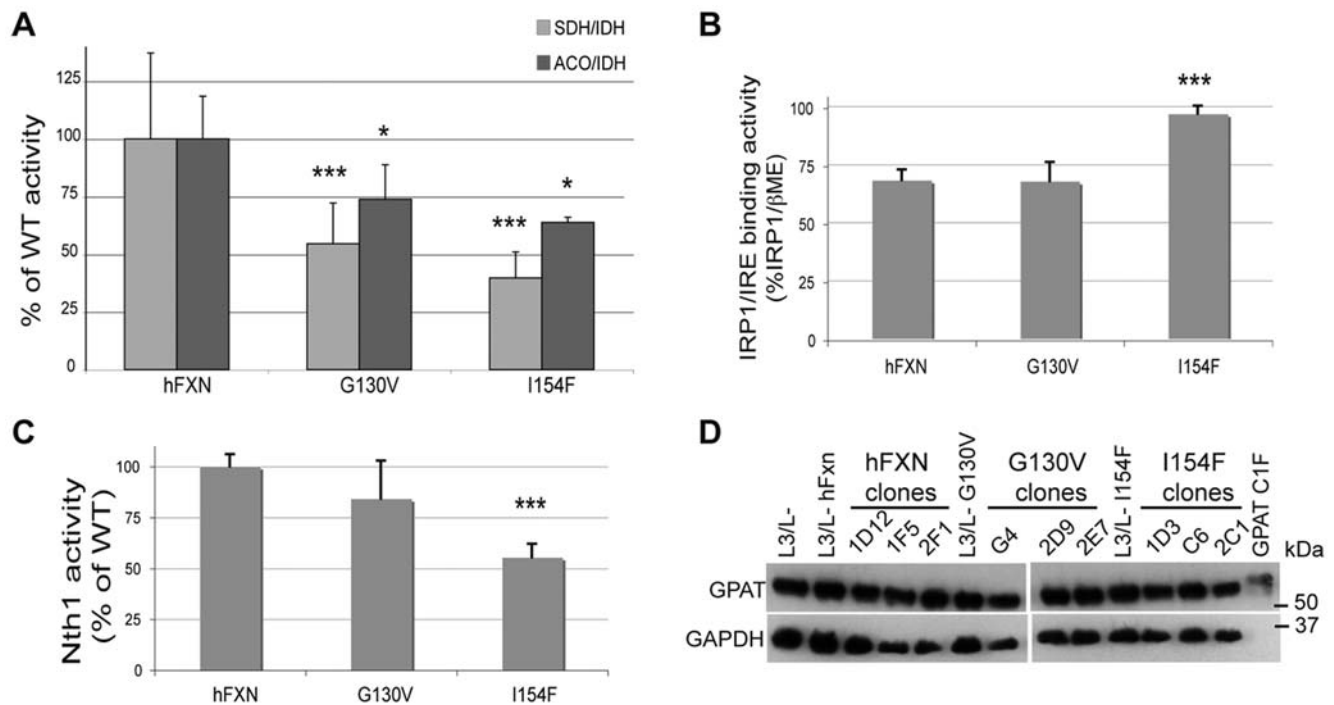 A
SDH/IDH
ACO/IDH
% of WT activity
125
100
75
50
25
0
***
*
***
*
hFXN
G130V
I154F
B
IRP1/IRE binding activity
(%IRP1/βME)
100
75
50
25
0
***
hFXN
G130V
I154F
C
Nth1 activity
(% of WT)
100
75
50
25
0
***
hFXN
G130V
I154F
D
L3/L-
L3/L- hFxn
hFXN
clones
1D12
1F5
2F1
L3/L- G130V
G130V
clones
G4
2D9
2E7
L3/L- I154F
I154F
clones
1D3
C6
2C1
GPAT C1F
kDa
GPAT
50
37
GAPDH